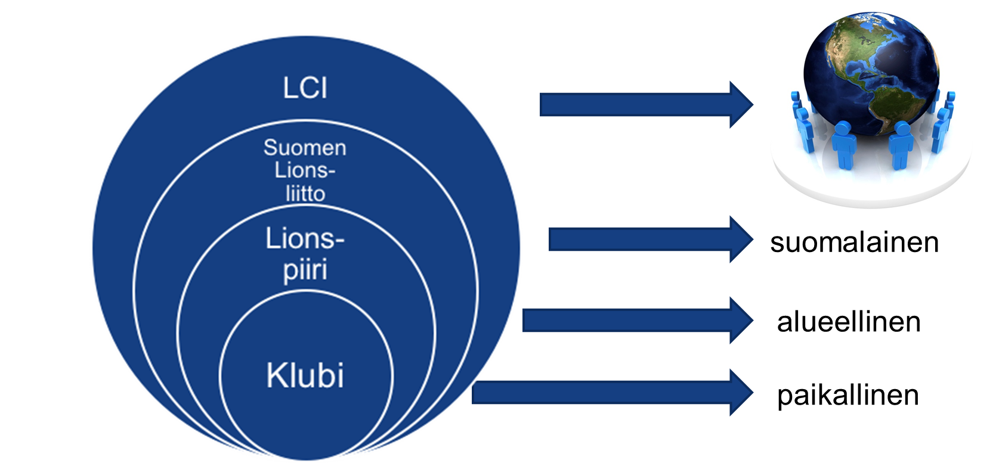 LCI
Suomen
Lions-
liitto
Lions-
piiri
Klubi
suomalainen
alueellinen
paikallinen